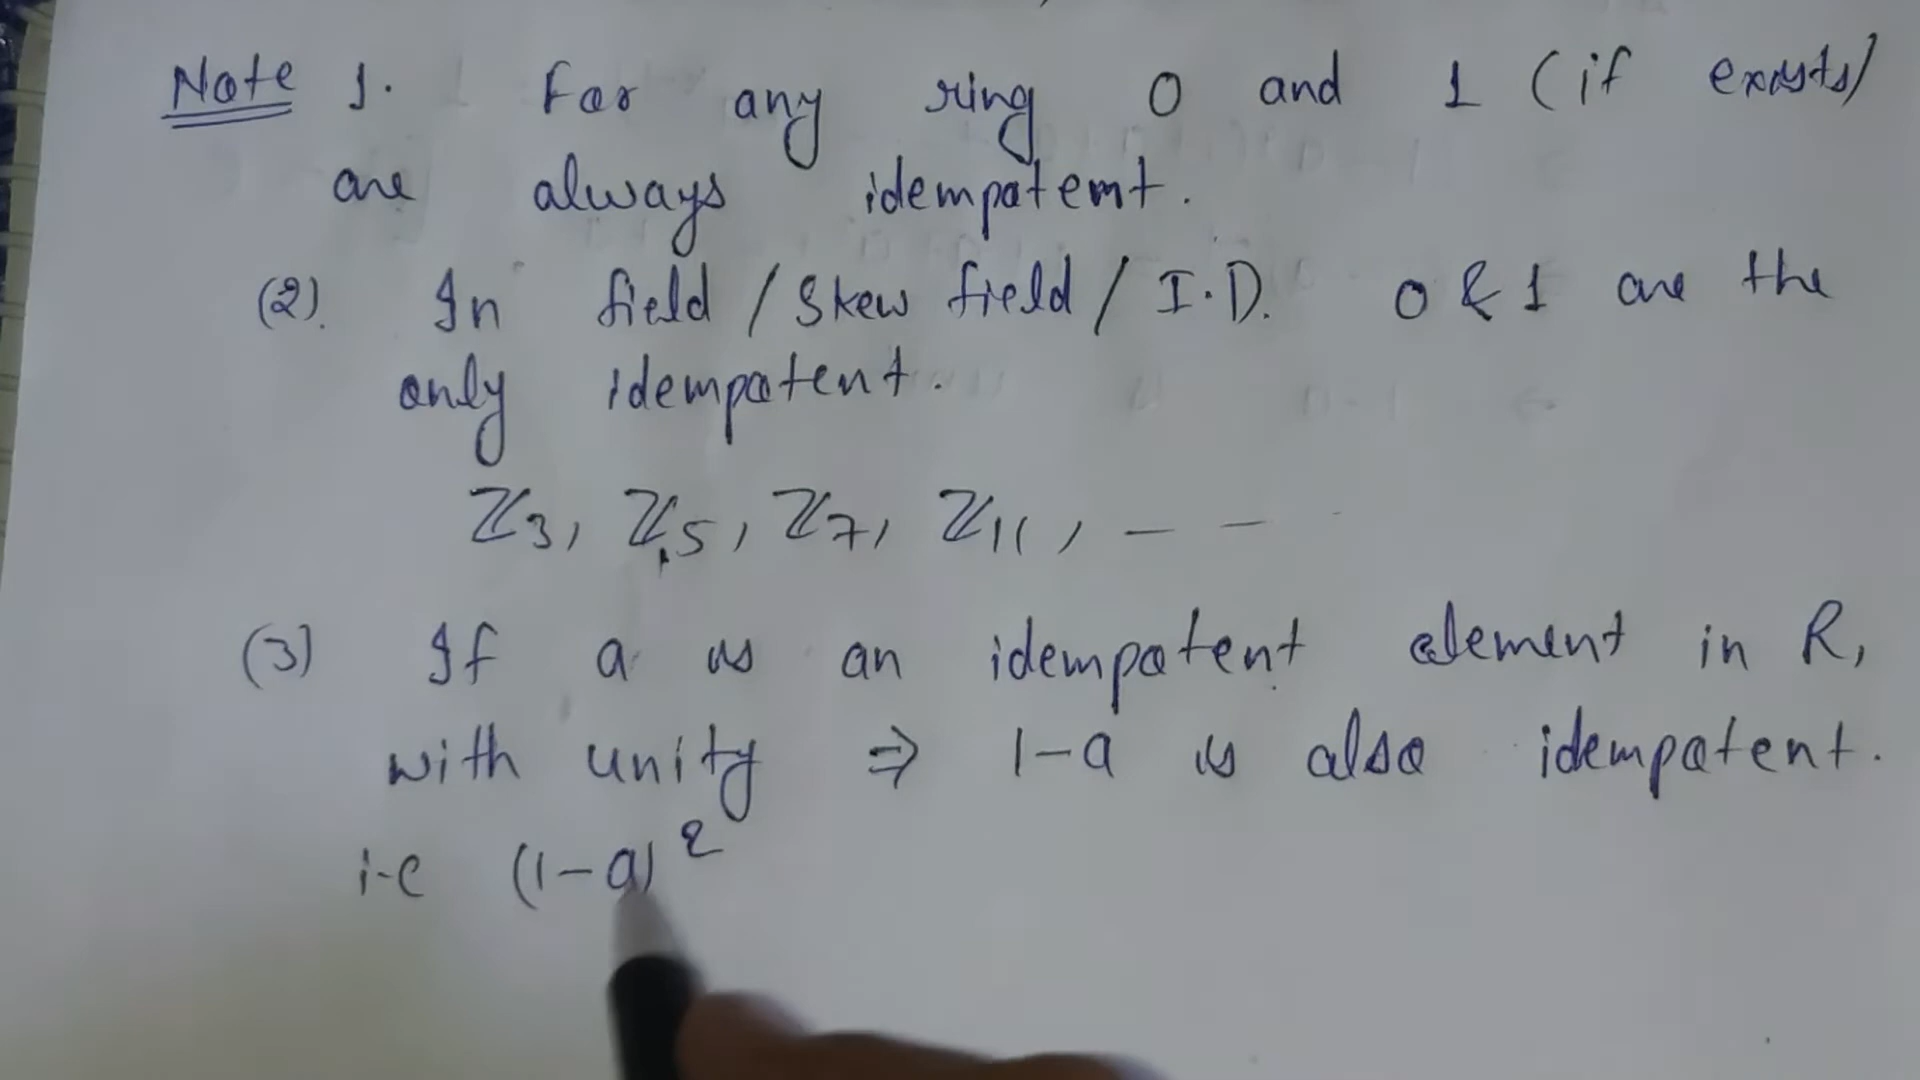 Note 1. For any ring 0 and 1 (if exists)
are always idempotent.
(2). In field / Skew field / I.D. 0 & 1 are the
only idempotent.
ℤ3, ℤ5, ℤ7, ℤ11, – –
(3) If a is an idempotent element in R,
with unity ⇒ 1-a is also idempotent.
i-e (1-a)²